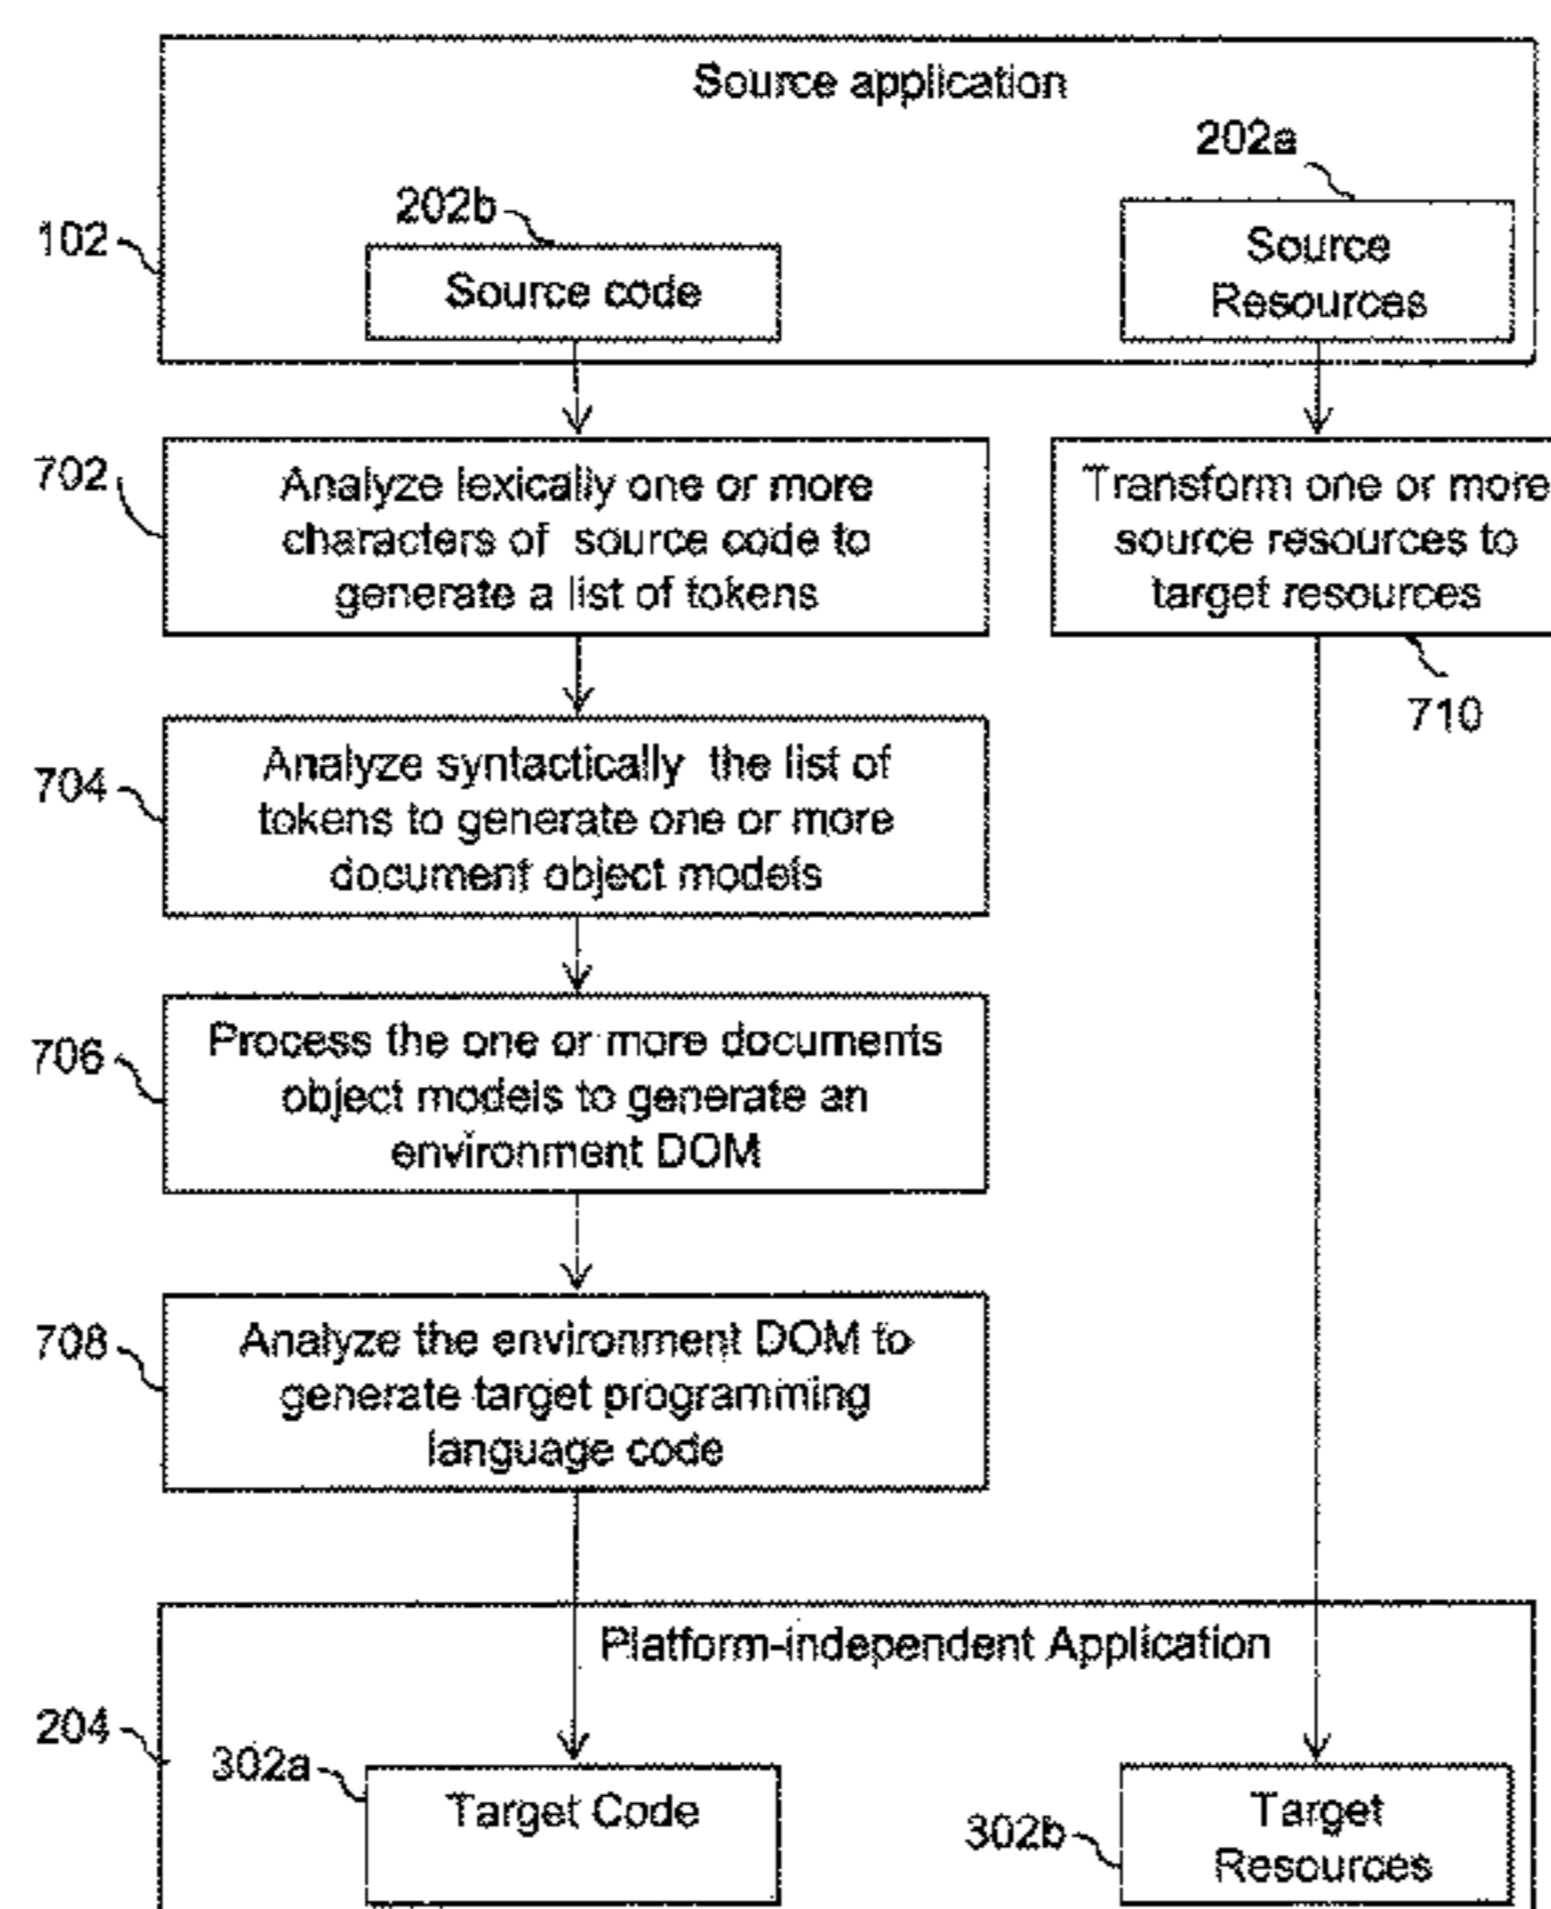 Source application
202a
202b
102
Source code
Source
Resources
702
Analyze lexically one or more
characters of source code to
generate a list of tokens
Transform one or more
source resources to
target resources
710
704
Analyze syntactically the list of
tokens to generate one or more
document object models
706
Process the one or more documents
object models to generate an
environment DOM
708
Analyze the environment DOM to
generate target programming
language code
Platform-independent Application
204
302a
Target Code
302b
Target
Resources